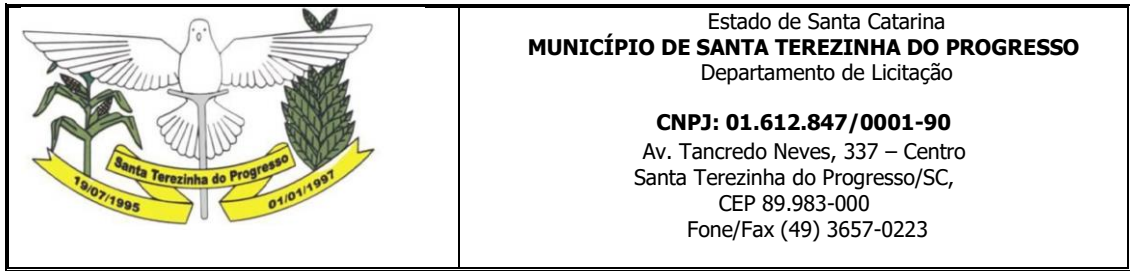 Santa Terezinha do Progresso
19/07/1995
01/01/1997
Estado de Santa Catarina
MUNICÍPIO DE SANTA TEREZINHA DO PROGRESSO
Departamento de Licitação
CNPJ: 01.612.847/0001-90
Av. Tancredo Neves, 337 – Centro
Santa Terezinha do Progresso/SC,
CEP 89.983-000
Fone/Fax (49) 3657-0223